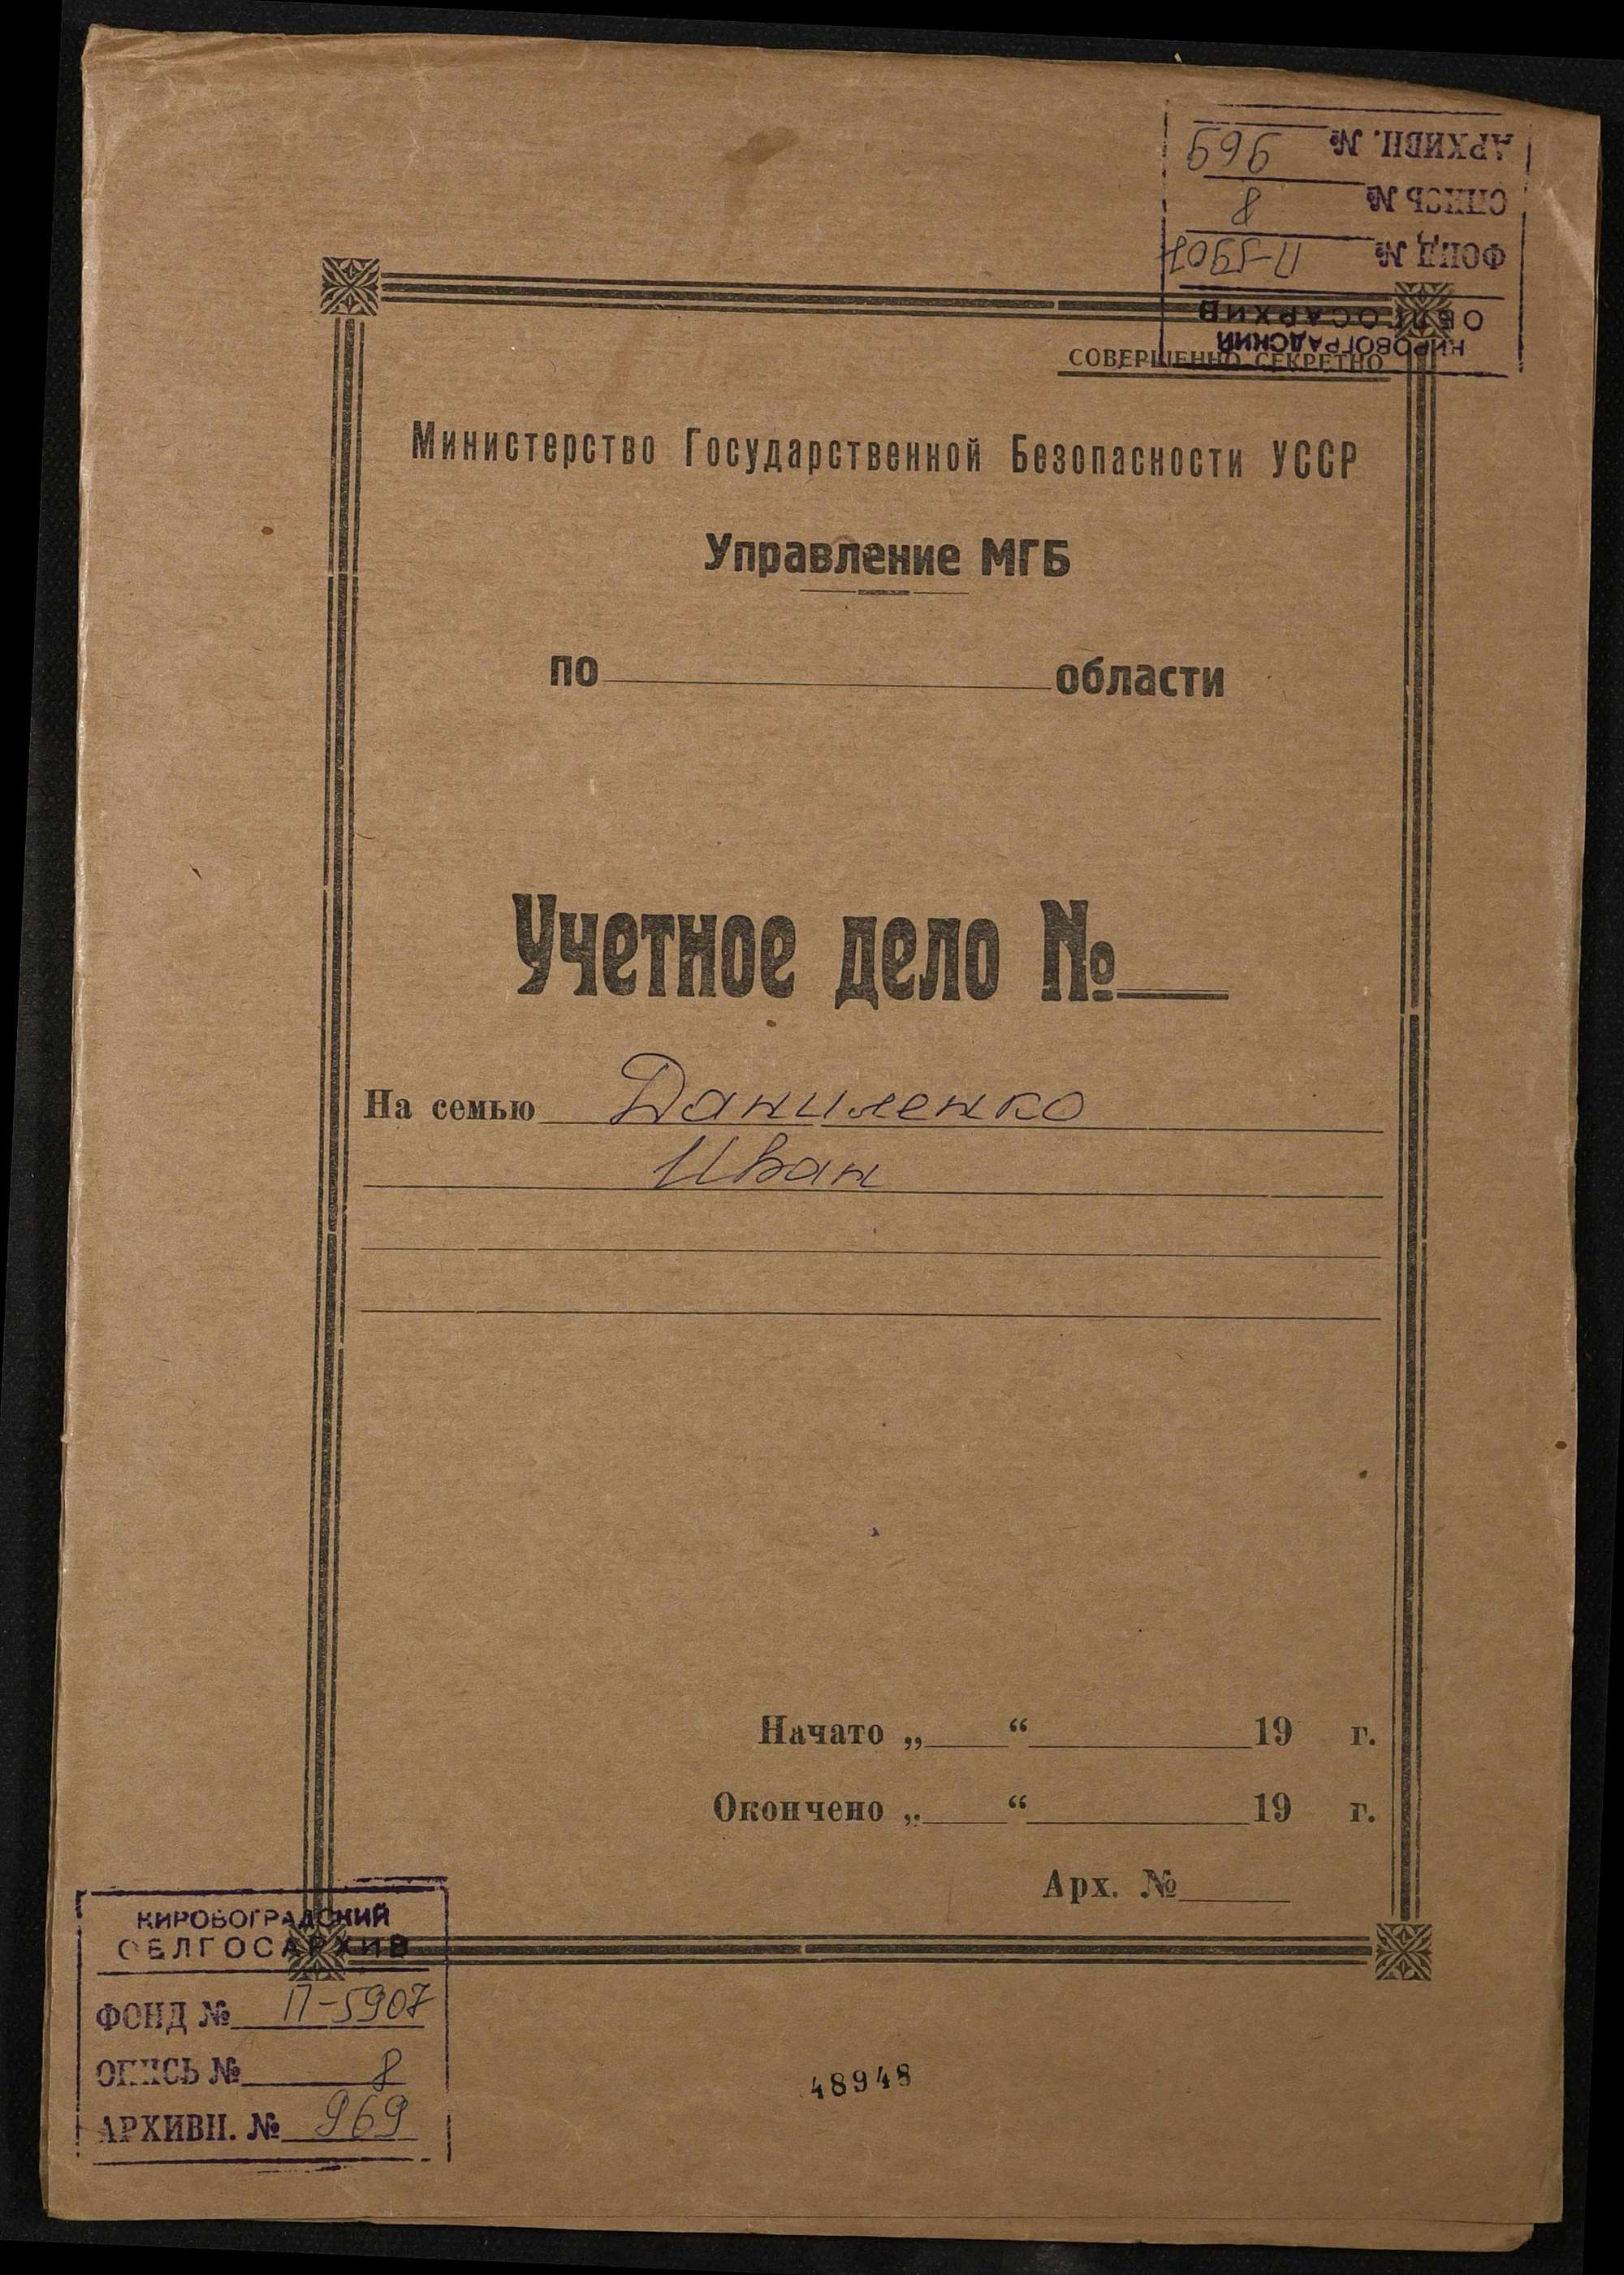 АРХИВН. № 969
ОПИСЬ № 8
ФОНД № П-5907
КИРОВОГРАДСКИЙ
ОБЛГОСАРХИВ
СОВЕРШЕННО СЕКРЕТНО
Министерство Государственной Безопасности УССР
Управление МГБ
по области
Учетное дело №
На семью Даниленко
Иван
Начато „ “ 19 г.
Окончено „ “ 19 г.
Арх. №
КИРОВОГРАДСКИЙ
ОБЛГОСАРХИВ
ФОНД № П-5907
ОПИСЬ № 8
АРХИВН. № 969
48948